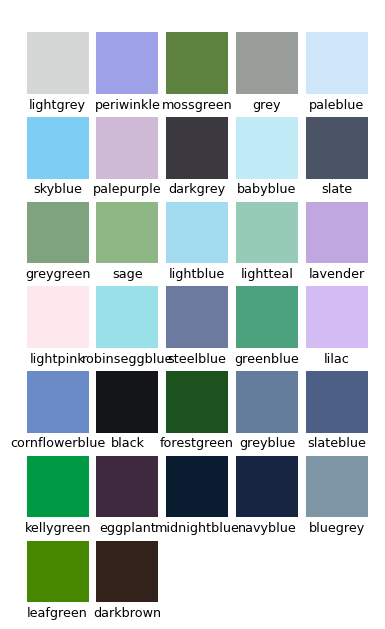 lightgrey periwinkle mossgreen grey paleblue
skyblue palepurple darkgrey babyblue slate
greygreen sage lightblue lightteal lavender
lightpink robinseggblue steelblue greenblue lilac
cornflowerblue black forestgreen greyblue slateblue
kellygreen eggplant midnightblue navyblue bluegrey
leafgreen darkbrown